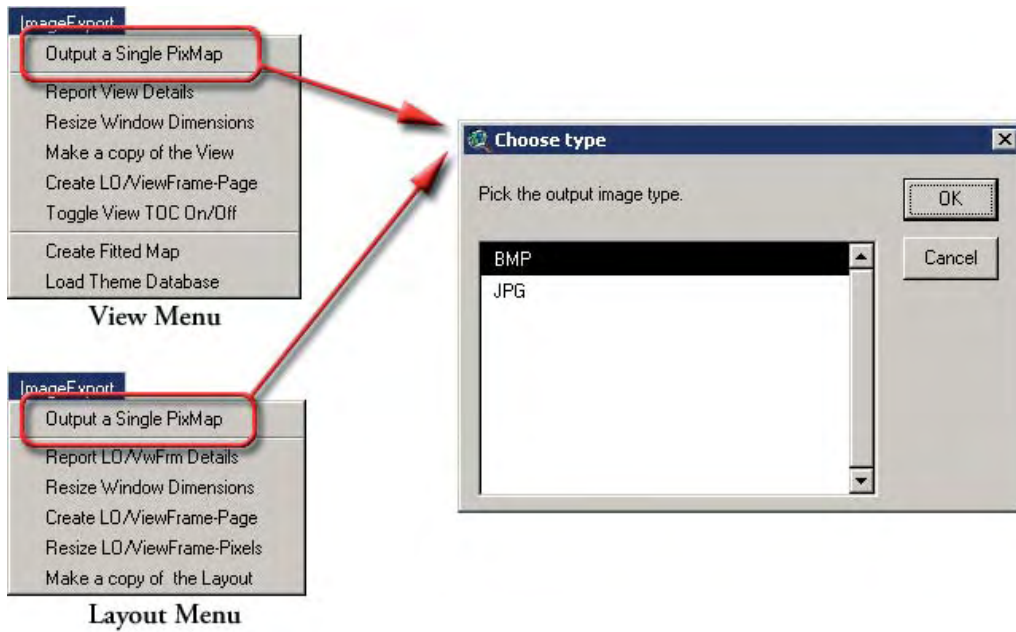 ImageExport
Output a Single PixMap
Report View Details
Resize Window Dimensions
Make a copy of the View
Create LO/ViewFrame-Page
Toggle View TOC On/Off
Create Fitted Map
Load Theme Database
View Menu
ImageExport
Output a Single PixMap
Report LO/VwFrm Details
Resize Window Dimensions
Create LO/ViewFrame-Page
Resize LO/ViewFrame-Pixels
Make a copy of the Layout
Layout Menu
Choose type
Pick the output image type.
OK
Cancel
BMP
JPG